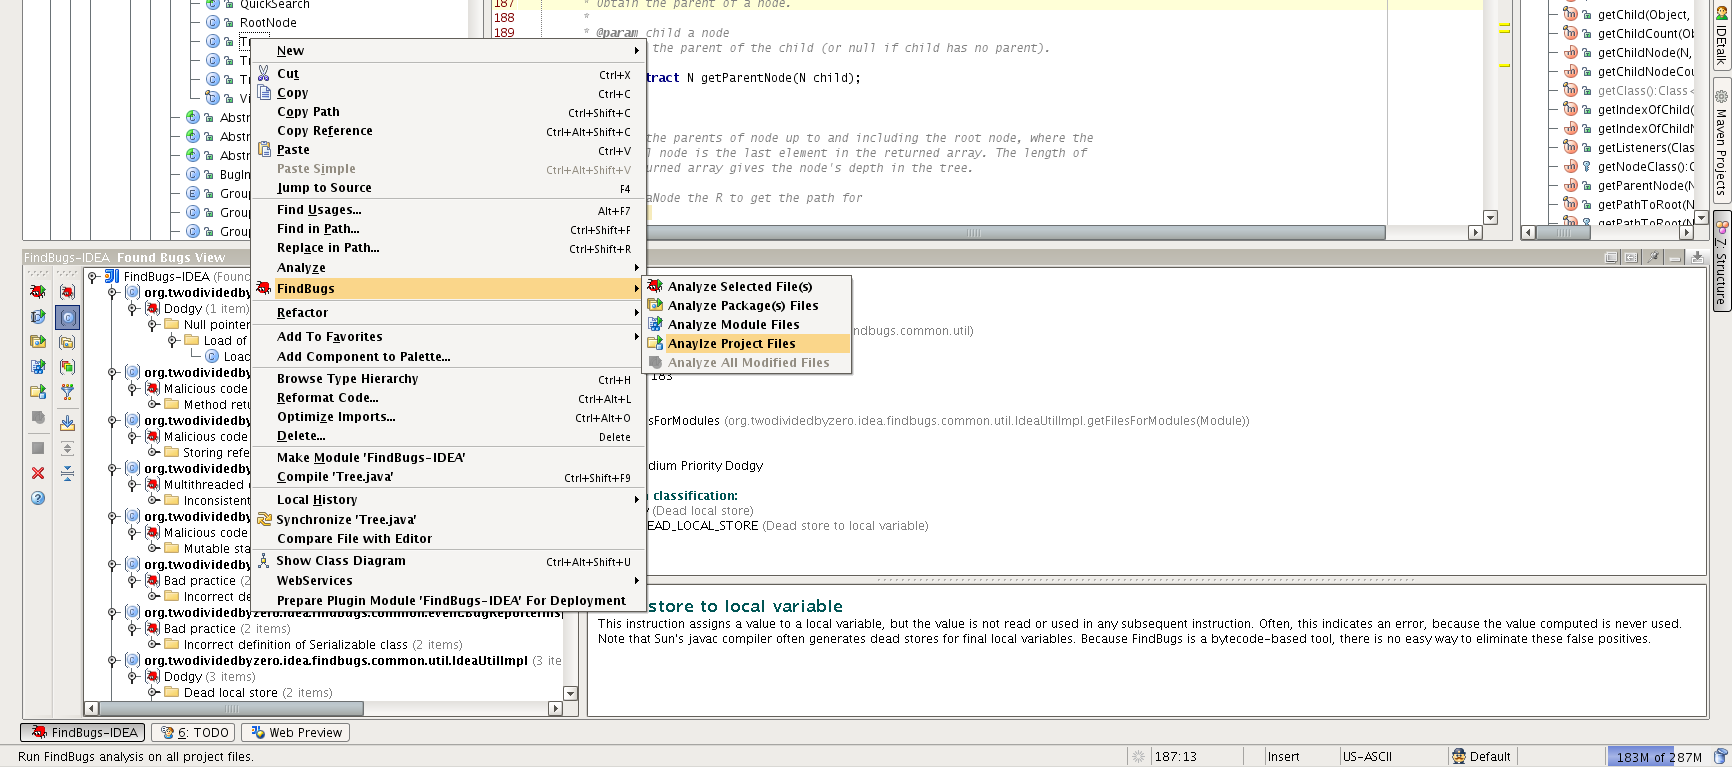 QuickSearch
RootNode
AbugIn
187 * Obtain the parent of a node.
188 *
189 * @param child a node
the parent of the child (or null if child has no parent).
tract N getParentNode(N child);
the parents of node up to and including the root node, where the
l node is the last element in the returned array. The length of
urned array gives the node's depth in the tree.
aNode the R to get the path for
getChild(Object,
getChildCount(Ob
getChildNode(N,
getChildNodeCou
getClass():Class<
getIndexOfChild(
getIndexOfChildN
getListeners(Clas
getNodeClass():C
getParentNode(N
getPathToRoot(N
getPathToRoot(N
IDEtalk
Maven Projects
Z: Structure
Tr
Tr
Tr
Vi
Abstr
Abstr
Abstr
BugIn
Group
Group
Group
New
Cut Ctrl+X
Copy Ctrl+C
Copy Path Ctrl+Shift+C
Copy Reference Ctrl+Alt+Shift+C
Paste Ctrl+V
Paste Simple Ctrl+Alt+Shift+V
Jump to Source F4
Find Usages... Alt+F7
Find in Path... Ctrl+Shift+F
Replace in Path... Ctrl+Shift+R
Analyze
FindBugs
Refactor
Add To Favorites
Add Component to Palette...
Browse Type Hierarchy Ctrl+H
Reformat Code... Ctrl+Alt+L
Optimize Imports... Ctrl+Alt+O
Delete... Delete
Make Module 'FindBugs-IDEA'
Compile 'Tree.java' Ctrl+Shift+F9
Local History
Synchronize 'Tree.java'
Compare File with Editor
Show Class Diagram Ctrl+Alt+Shift+U
WebServices
Prepare Plugin Module 'FindBugs-IDEA' For Deployment
Analyze Selected File(s)
Analyze Package(s) Files
Analyze Module Files
Anaylze Project Files
Analyze All Modified Files
FindBugs-IDEA Found Bugs View
FindBugs-IDEA (Found
org.twodividedby
Dodgy (1 item)
Null pointer
Load of
Load
org.twodividedby
Malicious code
Method retu
org.twodividedby
Malicious code
Storing refe
org.twodividedby
Multithreaded c
Inconsistent
org.twodividedby
Malicious code
Mutable sta
org.twodividedby
Bad practice (2
Incorrect de
org.twodividedbyzero.idea.findbugs.common.event.BugReporterInsp
Bad practice (2 items)
Incorrect definition of Serializable class (2 items)
org.twodividedbyzero.idea.findbugs.common.util.IdeaUtilImpl (3 ite
Dodgy (3 items)
Dead local store (2 items)
ndbugs.common.util)
183
sForModules (org.twodividedbyzero.idea.findbugs.common.util.IdeaUtilImpl.getFilesForModules(Module))
dium Priority Dodgy
n classification:
y (Dead local store)
EAD_LOCAL_STORE (Dead store to local variable)
store to local variable
This instruction assigns a value to a local variable, but the value is not read or used in any subsequent instruction. Often, this indicates an error, because the value computed is never used.
Note that Sun's javac compiler often generates dead stores for final local variables. Because FindBugs is a bytecode-based tool, there is no easy way to eliminate these false positives.
FindBugs-IDEA
6: TODO
Web Preview
Run FindBugs analysis on all project files.
187:13
Insert
US-ASCII
Default
183M of 287M